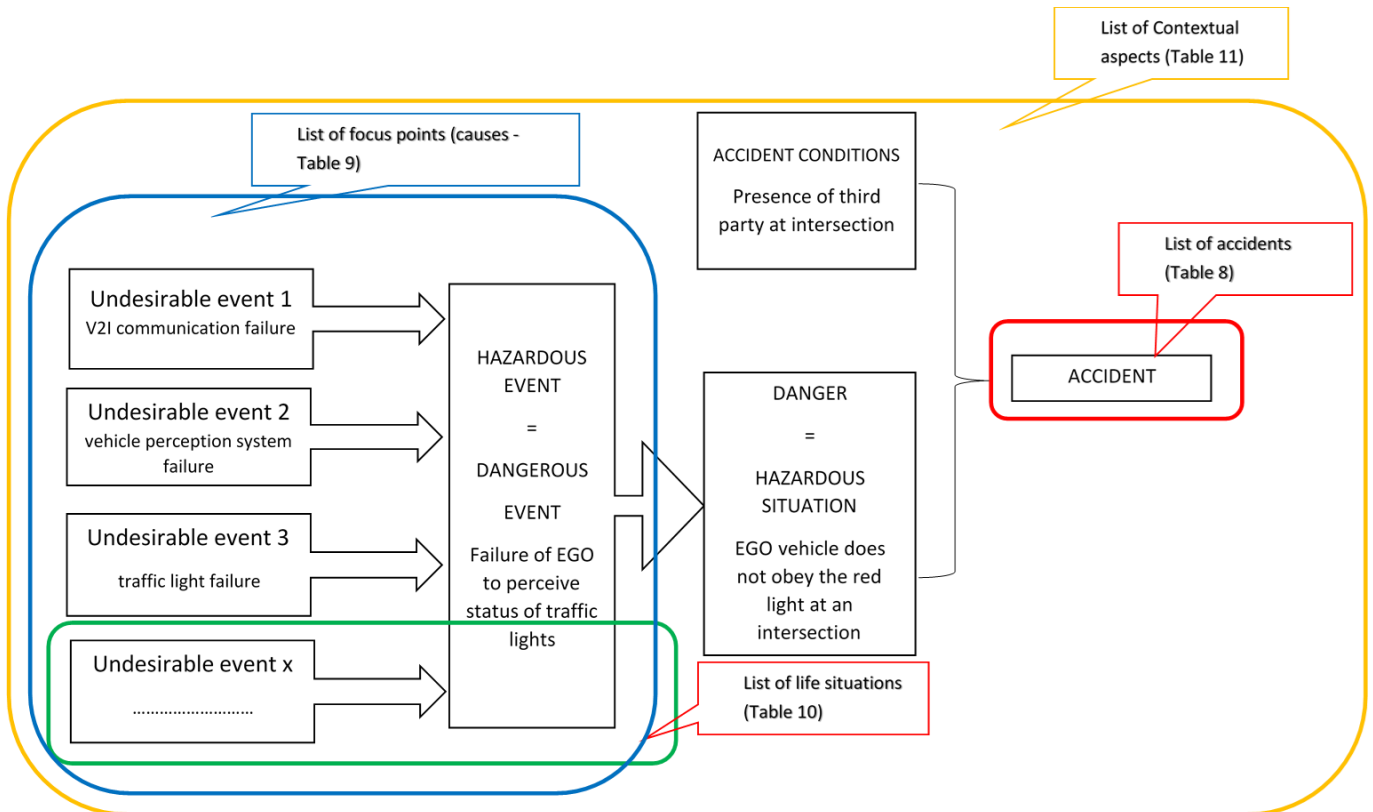 List of Contextual
aspects (Table 11)
List of focus points (causes -
Table 9)
ACCIDENT CONDITIONS
Presence of third
party at intersection
List of accidents
(Table 8)
Undesirable event 1
V2I communication failure
Undesirable event 2
vehicle perception system
failure
Undesirable event 3
traffic light failure
Undesirable event x
...........................
HAZARDOUS
EVENT
=
DANGEROUS
EVENT
Failure of EGO
to perceive
status of traffic
lights
DANGER
=
HAZARDOUS
SITUATION
EGO vehicle does
not obey the red
light at an
intersection
ACCIDENT
List of life situations
(Table 10)